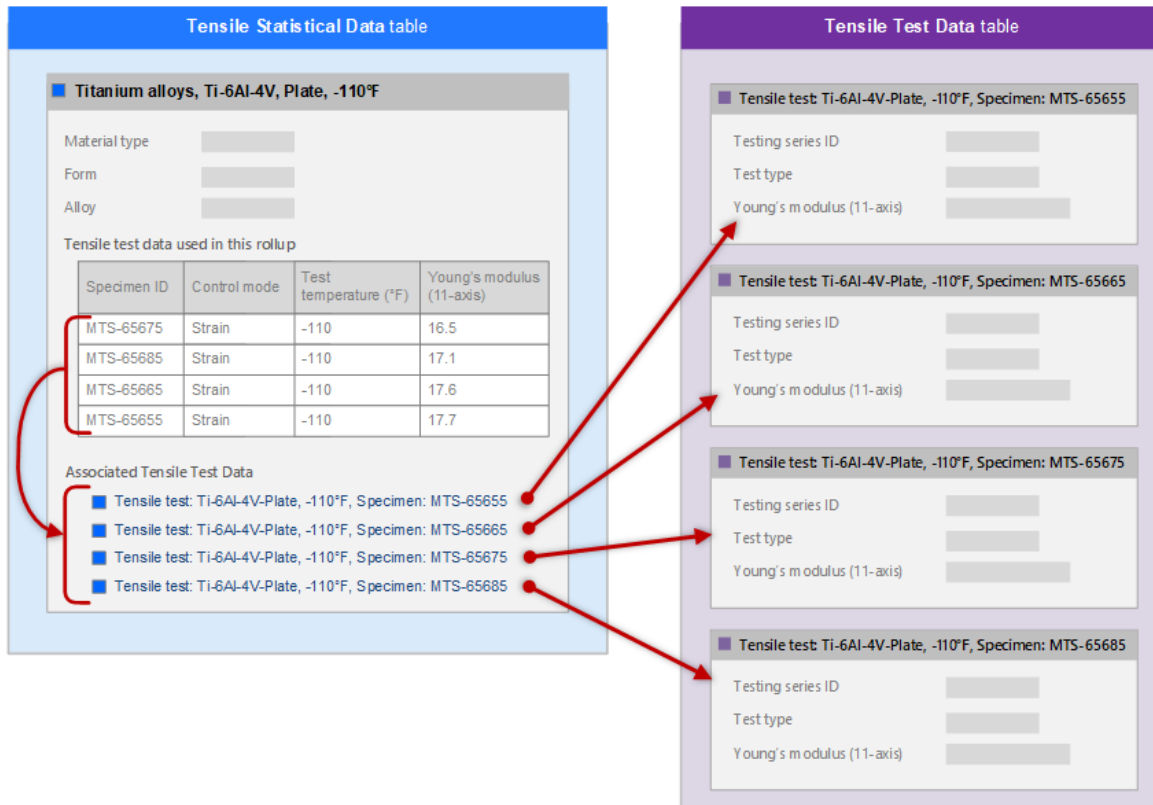 Tensile Statistical Data table
Titanium alloys, Ti-6Al-4V, Plate, -110°F
Material type
Form
Alloy
Tensile test data used in this rollup
Specimen ID Control mode Test temperature (°F) Young's modulus (11-axis)
MTS-65675 Strain -110 16.5
MTS-65685 Strain -110 17.1
MTS-65665 Strain -110 17.6
MTS-65655 Strain -110 17.7
Associated Tensile Test Data
Tensile test: Ti-6Al-4V-Plate, -110°F, Specimen: MTS-65655
Tensile test: Ti-6Al-4V-Plate, -110°F, Specimen: MTS-65665
Tensile test: Ti-6Al-4V-Plate, -110°F, Specimen: MTS-65675
Tensile test: Ti-6Al-4V-Plate, -110°F, Specimen: MTS-65685
Tensile Test Data table
Tensile test: Ti-6Al-4V-Plate, -110°F, Specimen: MTS-65655
Testing series ID
Test type
Young's modulus (11-axis)
Tensile test: Ti-6Al-4V-Plate, -110°F, Specimen: MTS-65665
Testing series ID
Test type
Young's modulus (11-axis)
Tensile test: Ti-6Al-4V-Plate, -110°F, Specimen: MTS-65675
Testing series ID
Test type
Young's modulus (11-axis)
Tensile test: Ti-6Al-4V-Plate, -110°F, Specimen: MTS-65685
Testing series ID
Test type
Young's modulus (11-axis)